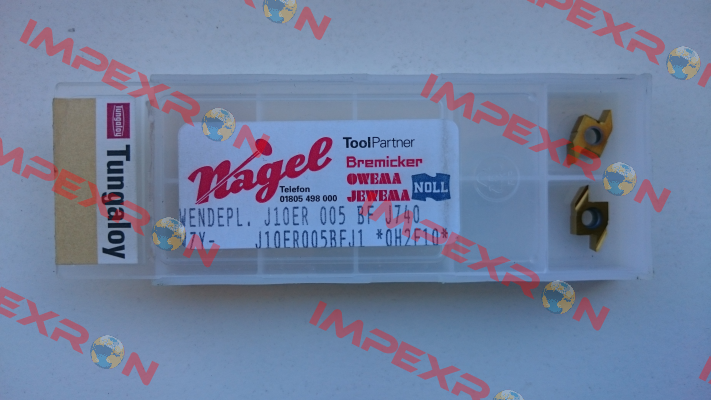 Tungaloy
Tungaloy
Nagel
ToolPartner
Bremicker
OWEMA
JEWEMA
NOLL
Telefon
01805 498 000
WENDEPL. J10ER 005 BF J740
J10ER005BFJ1 *0H2F10*
IMPEXRON
IMPEXRON
IMPEXRON
IMPEXRON
IMPEXRON
IMPEXRON